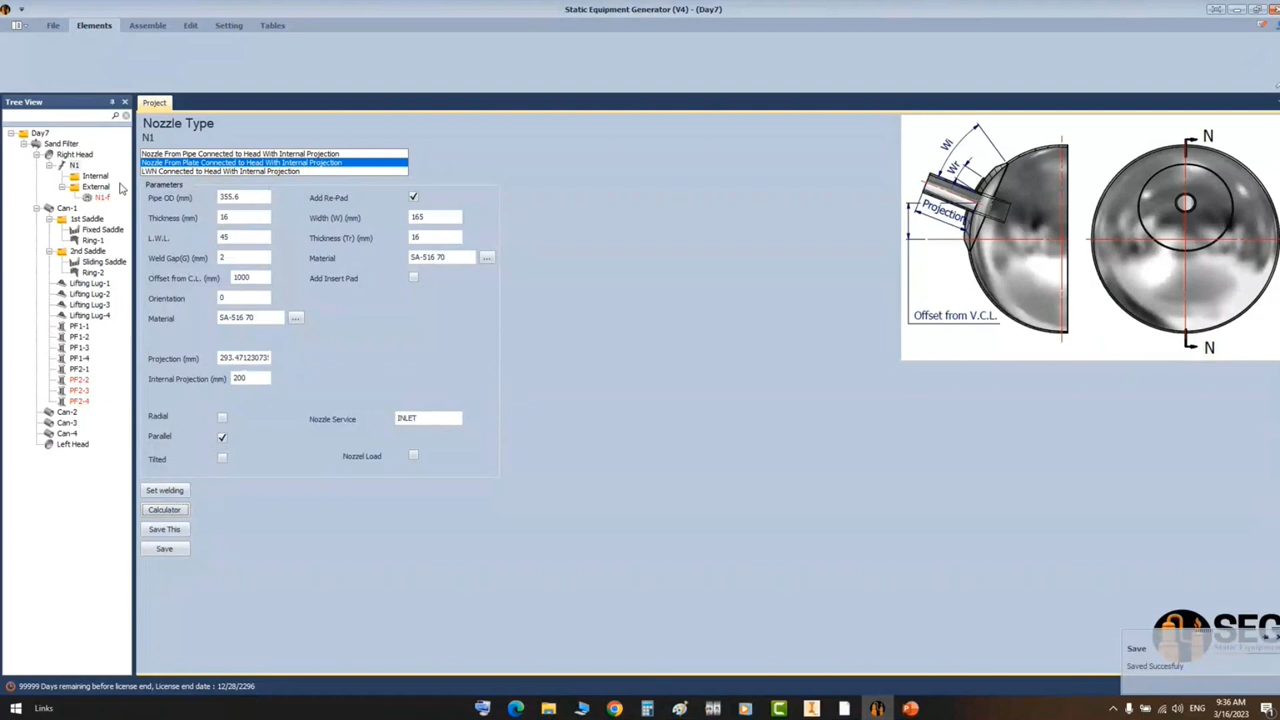 Static Equipment Generator (V4) - (Day7)
File Elements Assemble Edit Setting Tables
Tree View
Project
Day7
Sand Filter
Right Head
N1
Internal
External
N1-f
Can-1
1st Saddle
Fixed Saddle
Ring-1
2nd Saddle
Sliding Saddle
Ring-2
Lifting Lug-1
Lifting Lug-2
Lifting Lug-3
Lifting Lug-4
PF1-1
PF1-2
PF1-3
PF1-4
PF2-1
PF2-2
PF2-3
PF2-4
Can-2
Can-3
Can-4
Left Head
Nozzle Type
N1
Nozzle From Pipe Connected to Head With Internal Projection
Nozzle From Plate Connected to Head With Internal Projection
LWN Connected to Head With Internal Projection
Parameters
Pipe OD (mm) 355.6 Add Re-Pad
Thickness (mm) 16 Width (W) (mm) 165
L.W.L. 45 Thickness (Tr) (mm) 16
Weld Gap(G) (mm) 2 Material SA-516 70 ...
Offset from C.L. (mm) 1000 Add Insert Pad
Orientation 0
Material SA-516 70 ...
Projection (mm) 293.471230735
Internal Projection (mm) 200
Radial Nozzle Service INLET
Parallel
Tilted Nozzel Load
Set welding
Calculator
Save This
Save
Wi
Wr
Projection
Offset from V.C.L.
N
N
SEG
Static Equipme
Save
Saved Succesfuly
99999 Days remaining before license end, License end date : 12/28/2296
Links
9:36 AM
3/16/2023